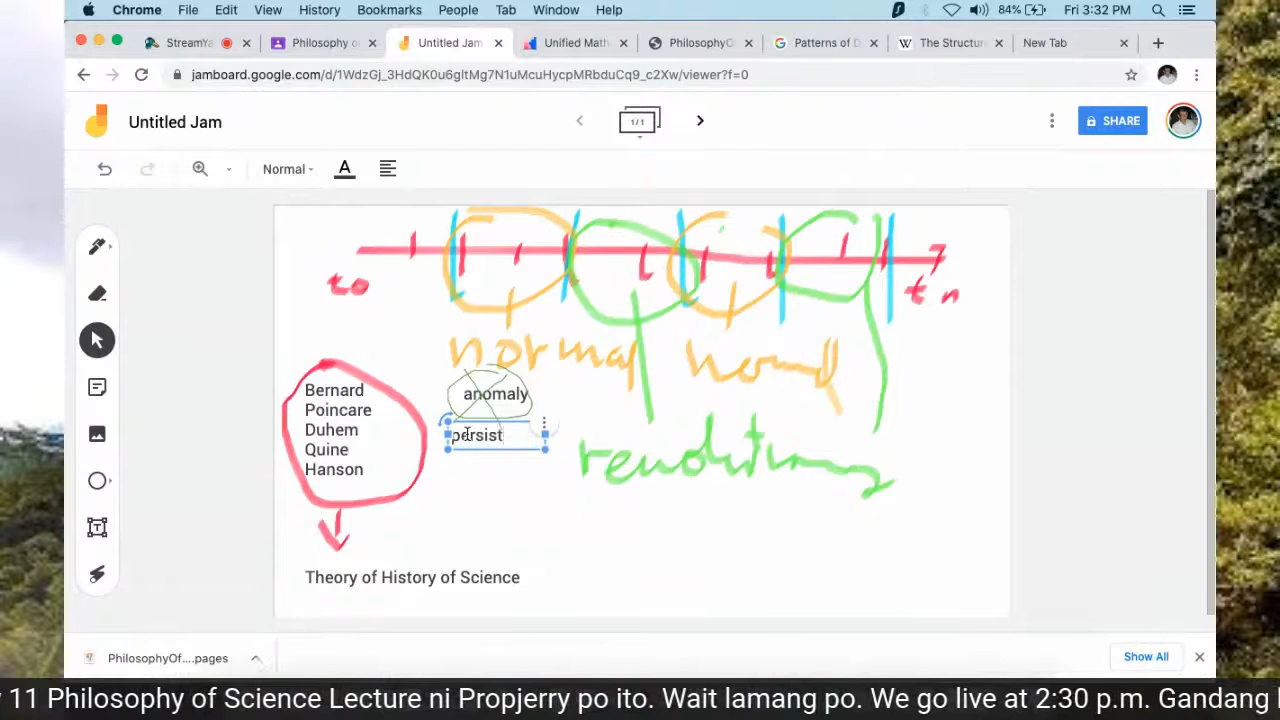 Chrome File Edit View History Bookmarks People Tab Window Help 84% Fri 3:32 PM
StreamYa Philosophy o Untitled Jam Unified Math PhilosophyO Patterns of D The Structur New Tab
jamboard.google.com/d/1WdzGj_3HdQK0u6gltMg7N1uMcuHycpMRbduCq9_c2Xw/viewer?f=0
Untitled Jam 1/1 SHARE
Normal A
to tn
normal
Bernard
Poincare
Duhem
Quine
Hanson
anomaly
persist
Theory of History of Science
PhilosophyOf....pages Show All
11 Philosophy of Science Lecture ni Propjerry po ito. Wait lamang po. We go live at 2:30 p.m. Gandang